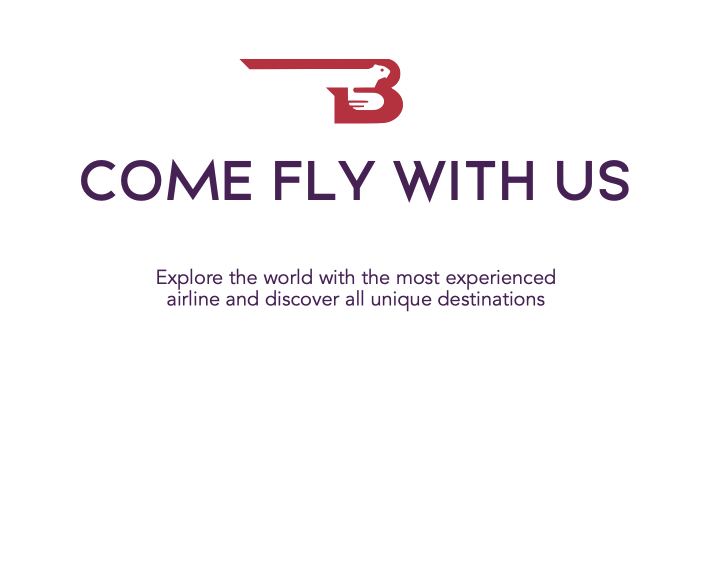 B
COME FLY WITH US
Explore the world with the most experienced
airline and discover all unique destinations